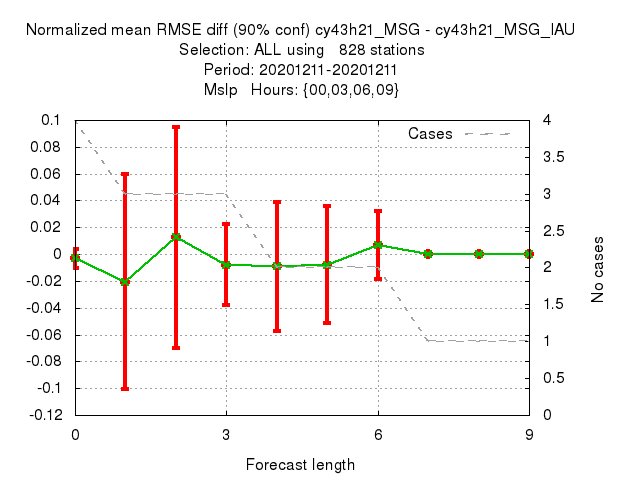 Normalized mean RMSE diff (90% conf) cy43h21_MSG - cy43h21_MSG_IAU
Selection: ALL using   828 stations
Period: 20201211-20201211
Mslp   Hours: {00,03,06,09}
Cases
0.1
0.08
0.06
0.04
0.02
0
-0.02
-0.04
-0.06
-0.08
-0.1
-0.12
4
3.5
3
2.5
2
1.5
1
0.5
0
No cases
0 3 6 9
Forecast length